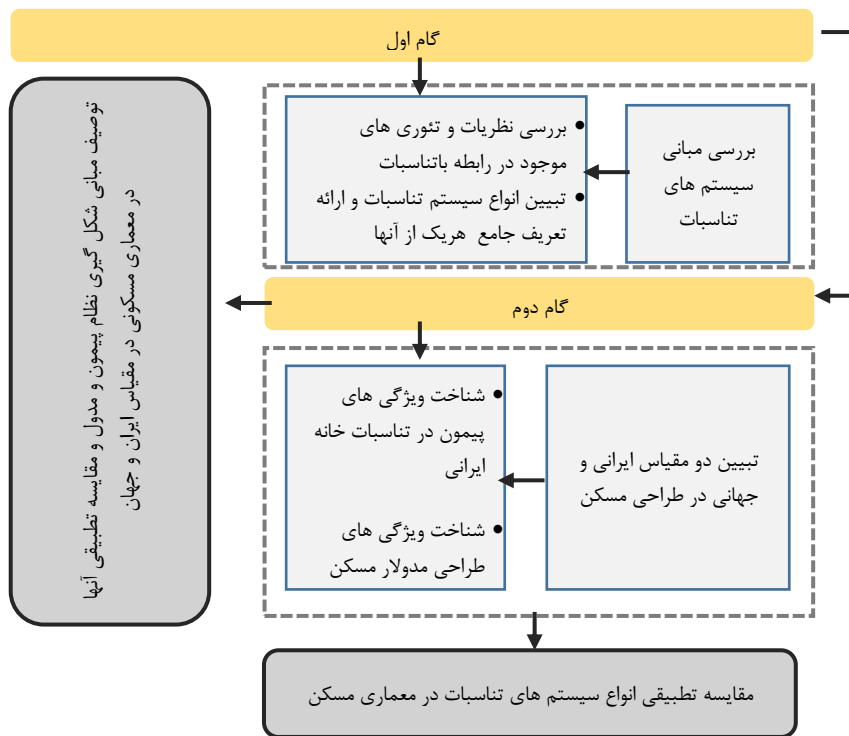 گام اول
بررسی مبانی
سیستم های
تناسبات
• بررسی نظریات و تئوری های
موجود در رابطه باتناسبات
• تبیین انواع سیستم تناسبات و ارائه
تعریف جامع هریک از آنها
گام دوم
تبیین دو مقیاس ایرانی و
جهانی در طراحی مسکن
• شناخت ویژگی های
پیمون در تناسبات خانه
ایرانی
• شناخت ویژگی های
طراحی مدولار مسکن
توصیف مبانی شکل گیری نظام پیمون و مدول و مقایسه تطبیقی آنها
در معماری مسکونی در مقیاس ایران و جهان
مقایسه تطبیقی انواع سیستم های تناسبات در معماری مسکن